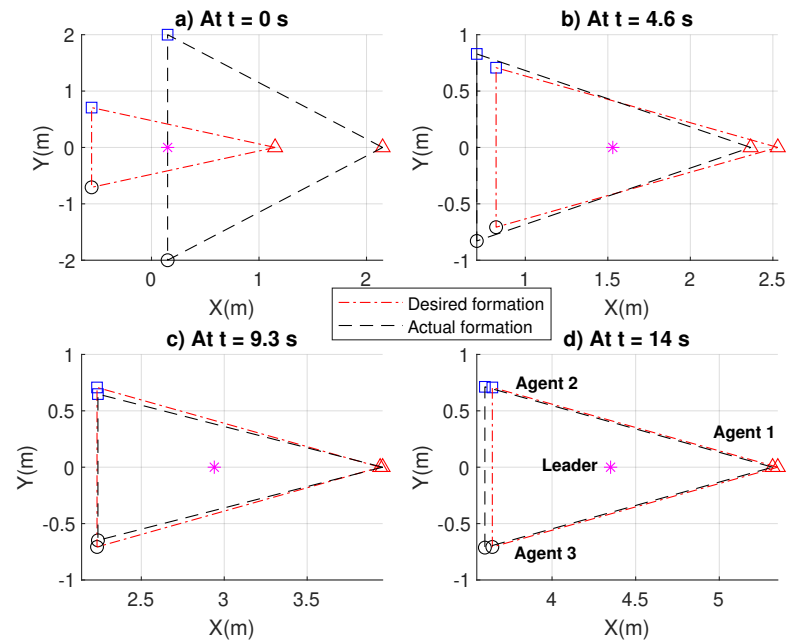 a) At t = 0 s
2
1
0
-1
-2
Y(m)
0
1
2
X(m)
b) At t = 4.6 s
1
0.5
0
-0.5
-1
Y(m)
1
1.5
2
2.5
X(m)
Desired formation
Actual formation
c) At t = 9.3 s
1
0.5
0
-0.5
-1
Y(m)
2.5
3
3.5
X(m)
d) At t = 14 s
1
0.5
0
-0.5
-1
Y(m)
Agent 2
Agent 1
Leader
Agent 3
4
4.5
5
X(m)